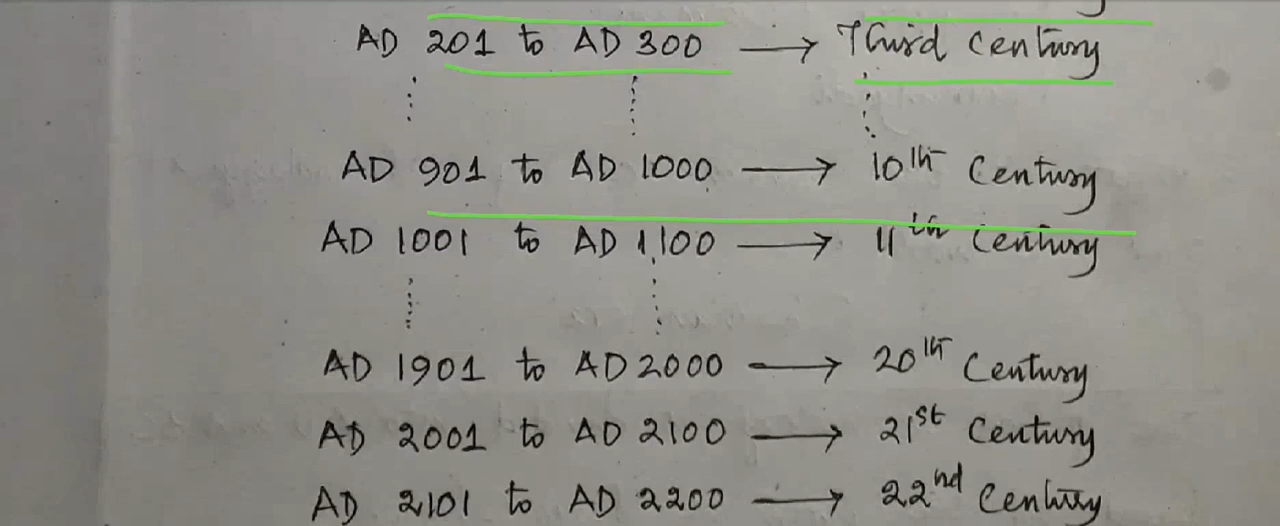 AD 201 to AD 300 → Third Century
AD 901 to AD 1000 → 10th Century
AD 1001 to AD 1100 → 11th Century
AD 1901 to AD 2000 → 20th Century
AD 2001 to AD 2100 → 21st Century
AD 2101 to AD 2200 → 22nd Century